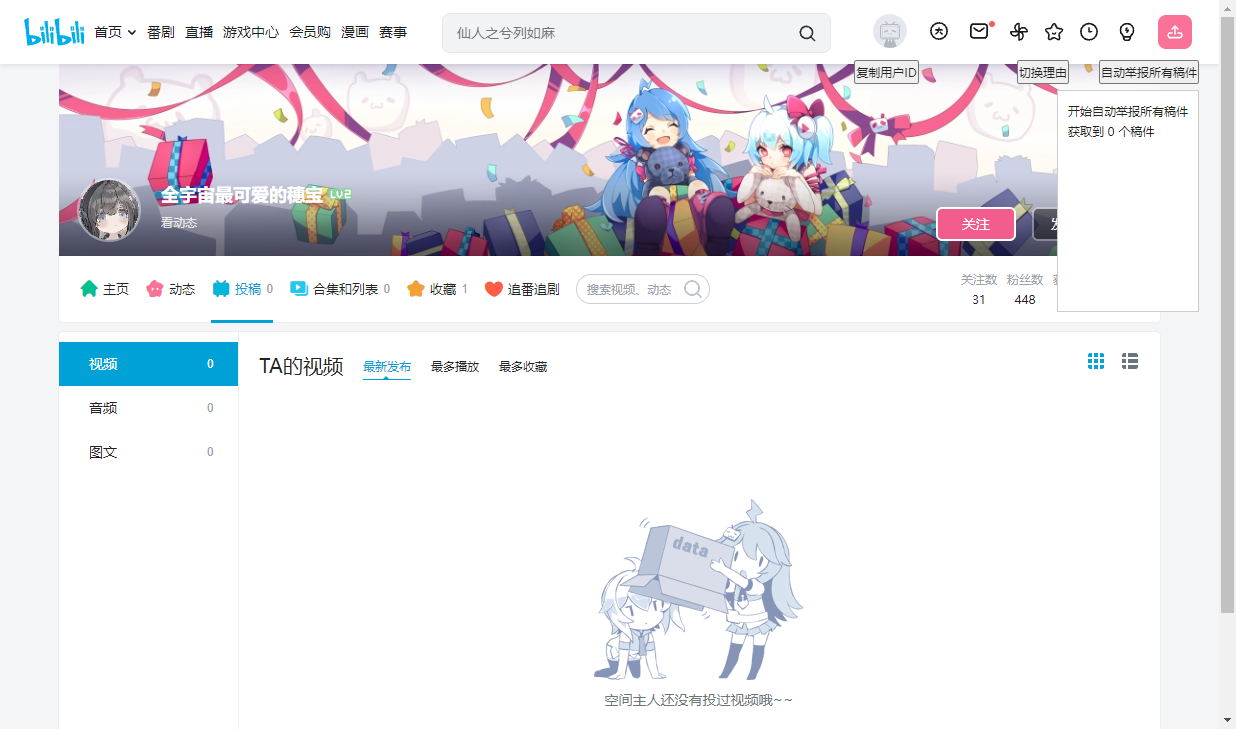 bilibili 首页 番剧 直播 游戏中心 会员购 漫画 赛事 仙人之兮列如麻
复制用户ID 切换理由 自动举报所有稿件
开始自动举报所有稿件
获取到 0 个稿件
全宇宙最可爱的穗宝 LV2
看动态
关注 发
主页 动态 投稿 0 合集和列表 0 收藏 1 追番追剧 搜索视频、动态
关注数 粉丝数
31 448
视频 0
音频 0
图文 0
TA的视频 最新发布 最多播放 最多收藏
data
空间主人还没有投过视频哦~~